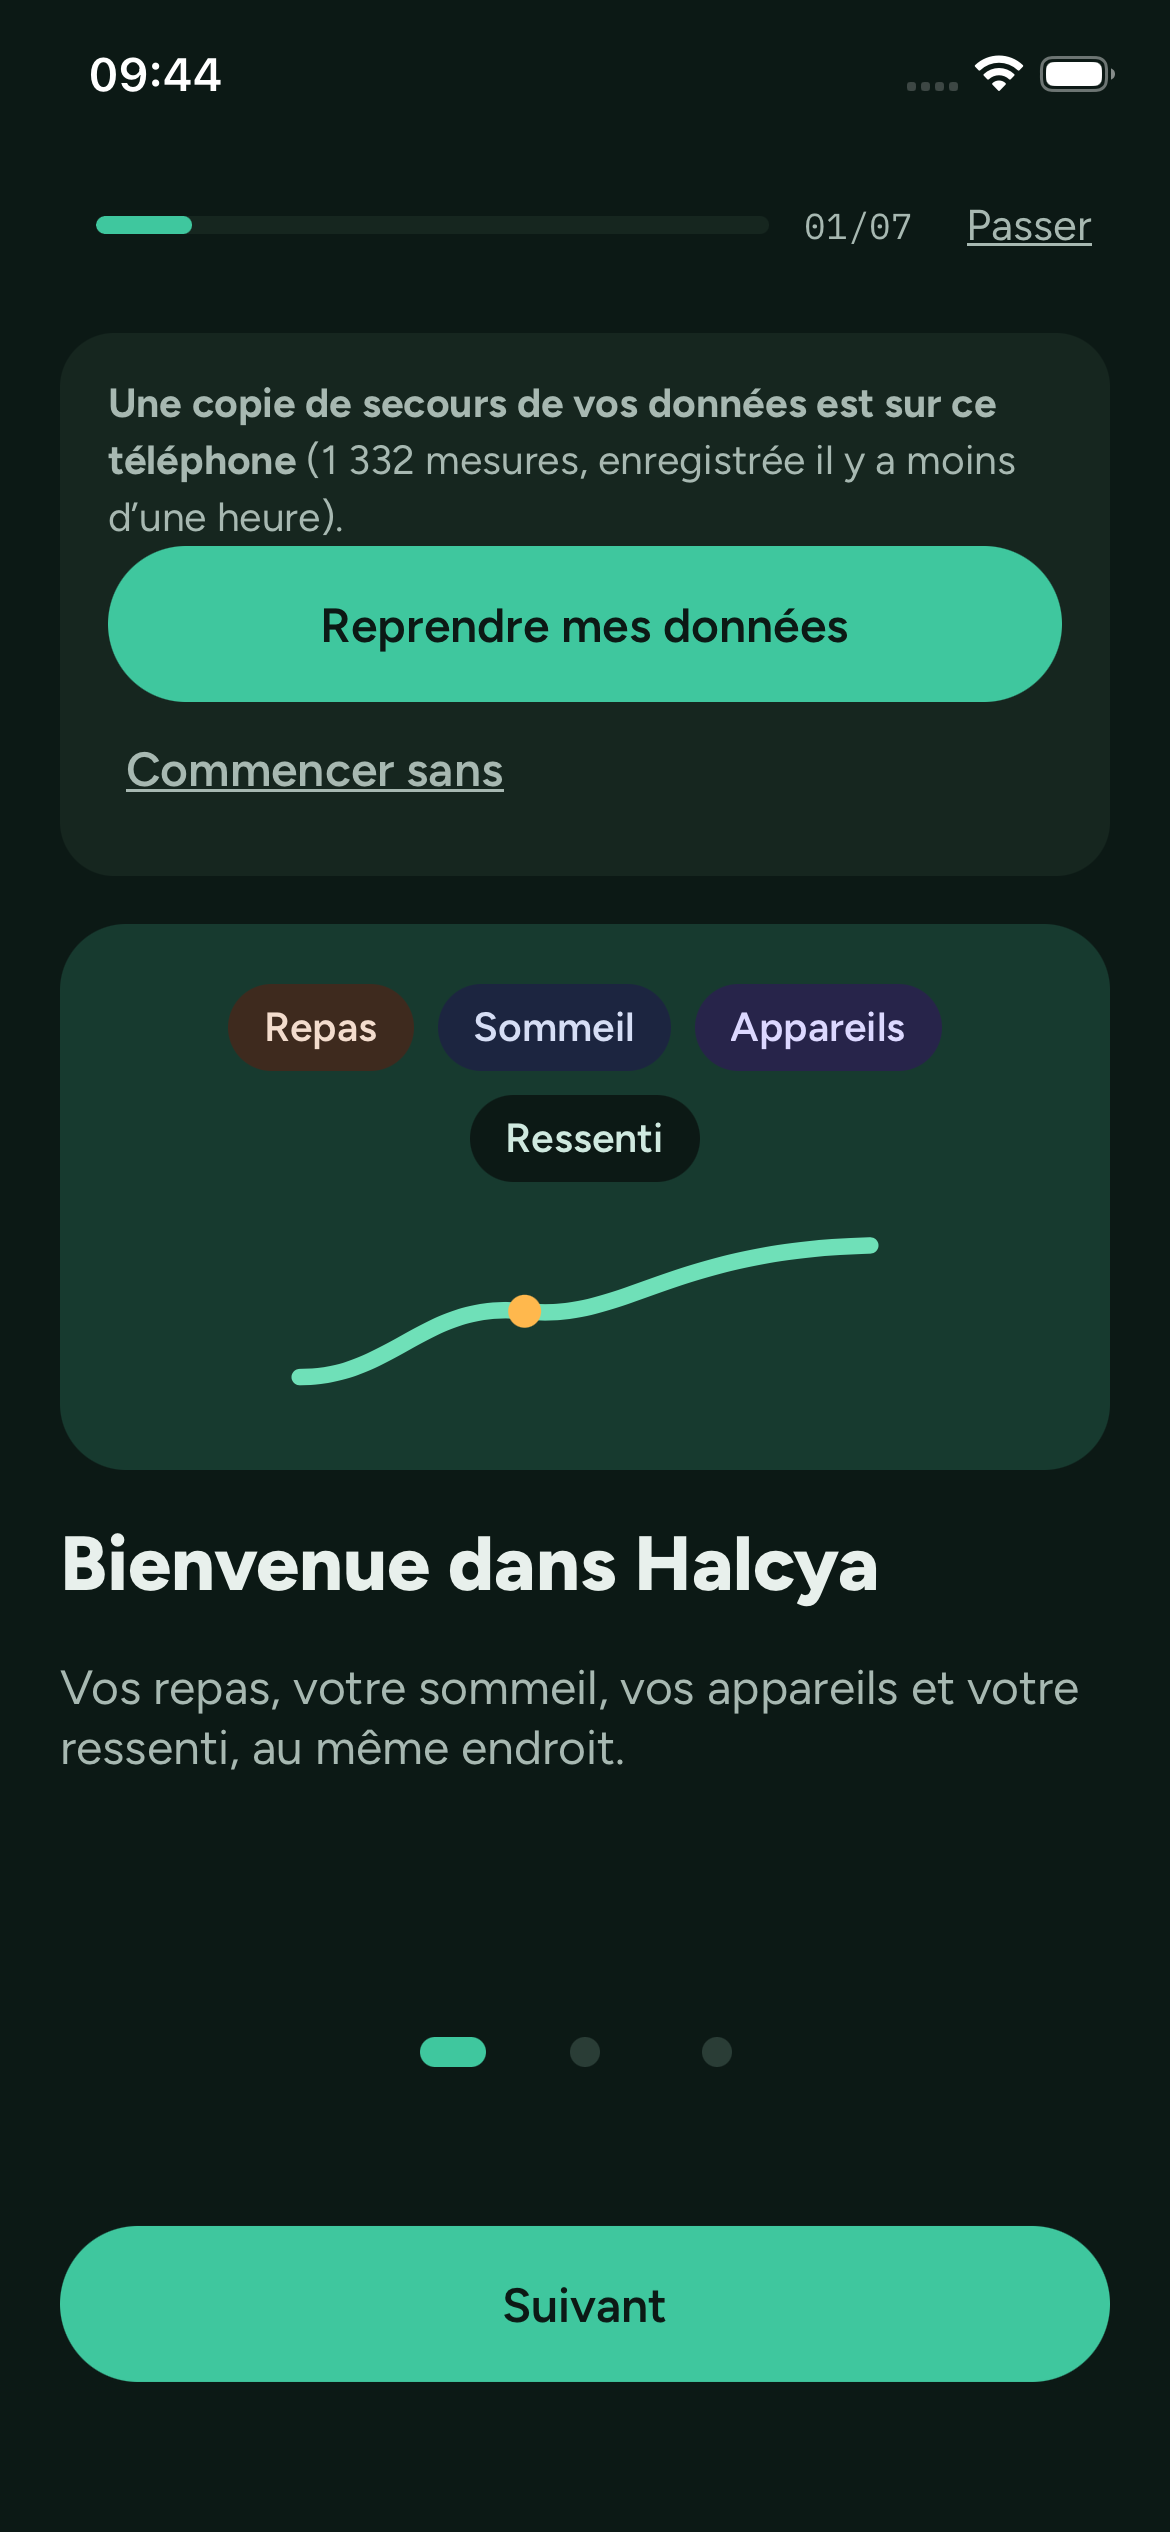 09:44
01/07 Passer
Une copie de secours de vos données est sur ce
téléphone (1 332 mesures, enregistrée il y a moins
d’une heure).
Reprendre mes données
Commencer sans
Repas Sommeil Appareils
Ressenti
Bienvenue dans Halcya
Vos repas, votre sommeil, vos appareils et votre
ressenti, au même endroit.
Suivant